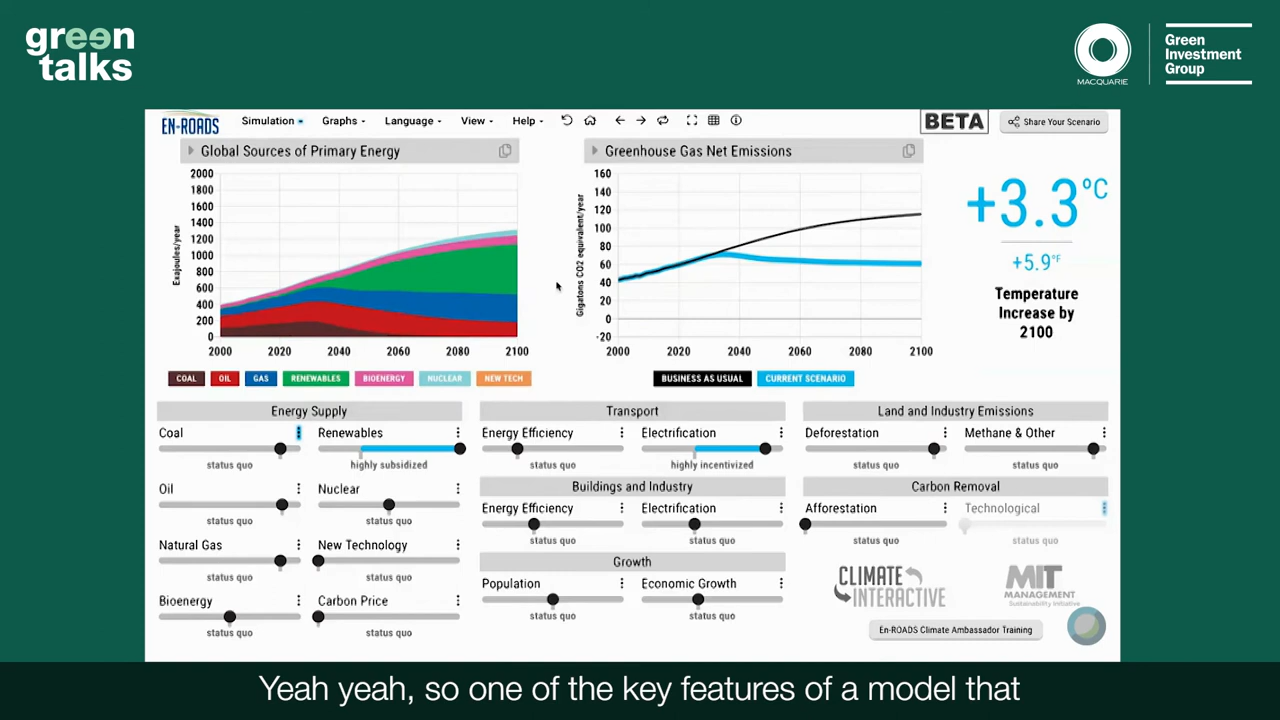 green
talks
MACQUARIE
Green
Investment
Group
EN-ROADS
Simulation
Graphs
Language
View
Help
BETA
Share Your Scenario
Global Sources of Primary Energy
2000
1800
1600
1400
1200
1000
800
600
400
200
0
Exajoules/year
2000 2020 2040 2060 2080 2100
COAL OIL GAS RENEWABLES BIOENERGY NUCLEAR NEW TECH
Greenhouse Gas Net Emissions
160
140
120
100
80
60
40
20
0
-20
Gigatons CO2 equivalent/year
2000 2020 2040 2060 2080 2100
BUSINESS AS USUAL CURRENT SCENARIO
+3.3°C
+5.9°F
Temperature
Increase by
2100
Energy Supply
Coal
status quo
Renewables
highly subsidized
Oil
status quo
Nuclear
status quo
Natural Gas
status quo
New Technology
status quo
Bioenergy
status quo
Carbon Price
status quo
Transport
Energy Efficiency
status quo
Electrification
highly incentivized
Buildings and Industry
Energy Efficiency
status quo
Electrification
status quo
Growth
Population
status quo
Economic Growth
status quo
Land and Industry Emissions
Deforestation
status quo
Methane & Other
status quo
Carbon Removal
Afforestation
status quo
Technological
status quo
CLIMATE
INTERACTIVE
MIT
MANAGEMENT
Sustainability Initiative
En-ROADS Climate Ambassador Training
Yeah yeah, so one of the key features of a model that